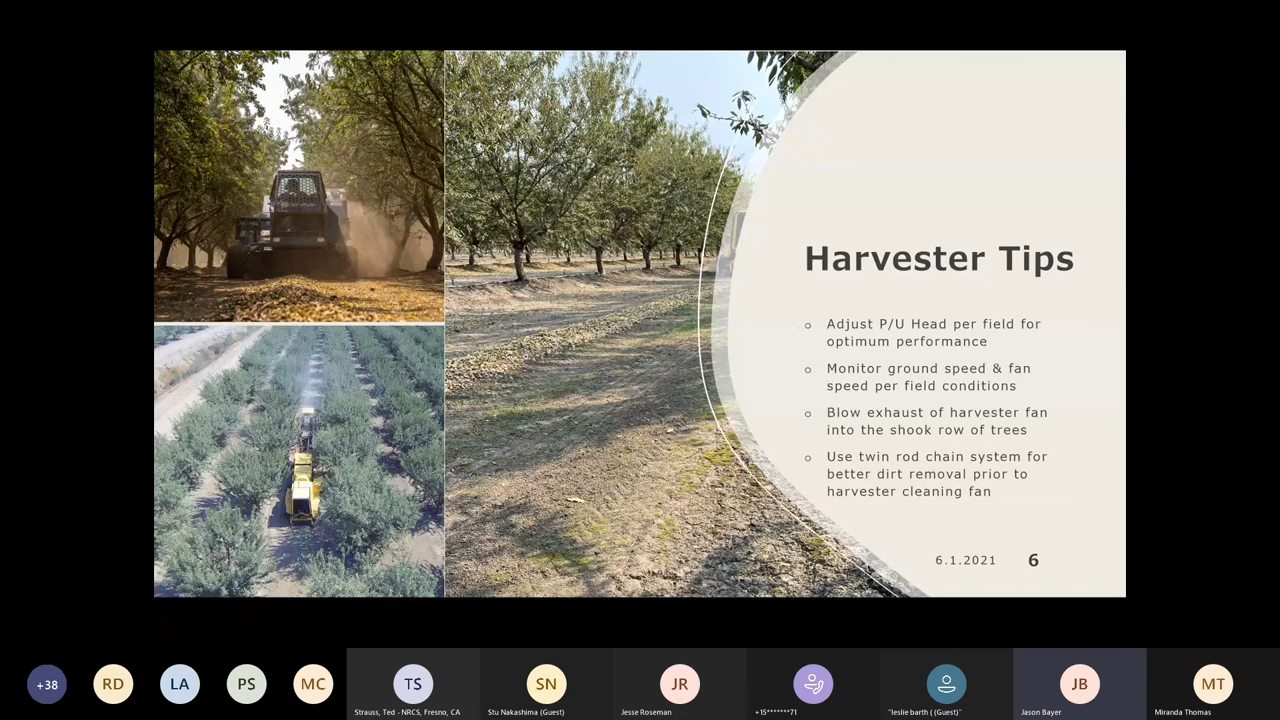 Harvester Tips
Adjust P/U Head per field for
optimum performance
Monitor ground speed & fan
speed per field conditions
Blow exhaust of harvester fan
into the shook row of trees
Use twin rod chain system for
better dirt removal prior to
harvester cleaning fan
6.1.2021 6
+38 RD LA PS MC TS SN JR JB MT
Strauss, Ted - NRCS, Fresno, CA Stu Nakashima (Guest) Jesse Roseman +15*******71 "leslie barth ( (Guest)" Jason Bayer Miranda Thomas